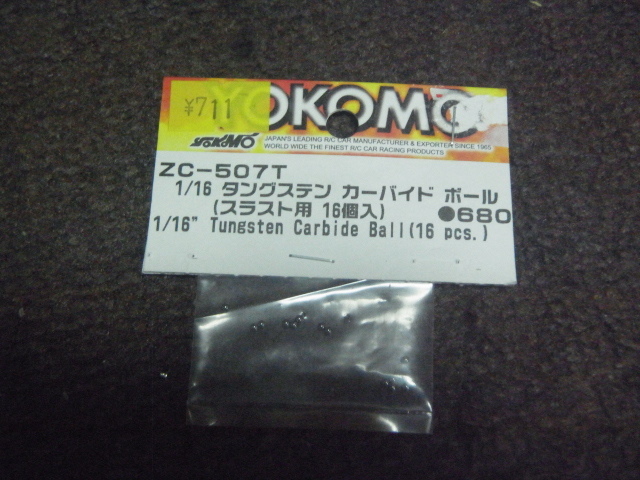 ¥711
YOKOMO
YOKOMO
JAPAN'S LEADING R/C CAR MANUFACTURER & EXPORTER SINCE 1965
WORLD WIDE THE FINEST R/C CAR RACING PRODUCTS
ZC-507T
1/16 タングステン カーバイド ボール
(スラスト用 16個入) ●680
1/16" Tungsten Carbide Ball(16 pcs.)